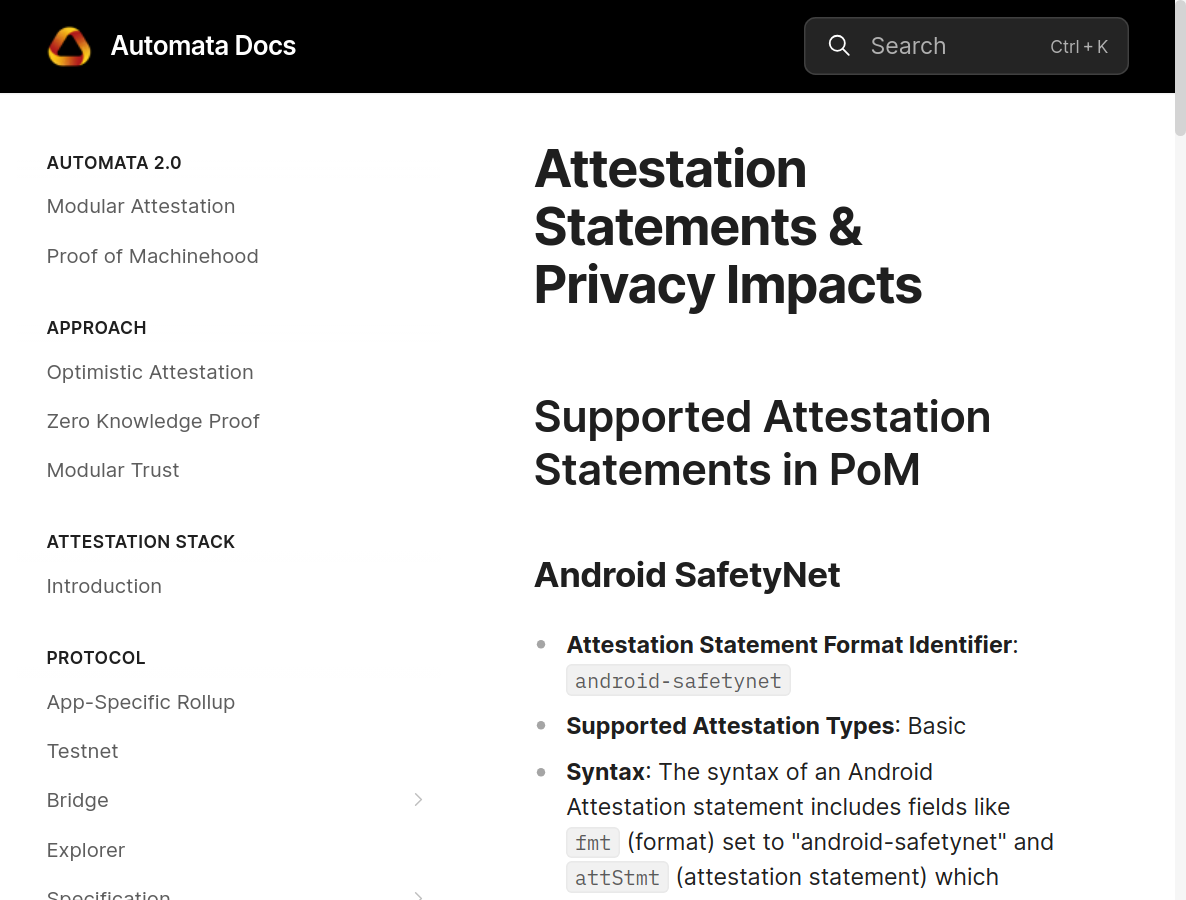 Automata Docs
Search
Ctrl + K
AUTOMATA 2.0
Modular Attestation
Proof of Machinehood
APPROACH
Optimistic Attestation
Zero Knowledge Proof
Modular Trust
ATTESTATION STACK
Introduction
PROTOCOL
App-Specific Rollup
Testnet
Bridge
Explorer
Specification
Attestation
Statements &
Privacy Impacts
Supported Attestation
Statements in PoM
Android SafetyNet
Attestation Statement Format Identifier:
android-safetynet
Supported Attestation Types: Basic
Syntax: The syntax of an Android
Attestation statement includes fields like
fmt (format) set to "android-safetynet" and
attStmt (attestation statement) which